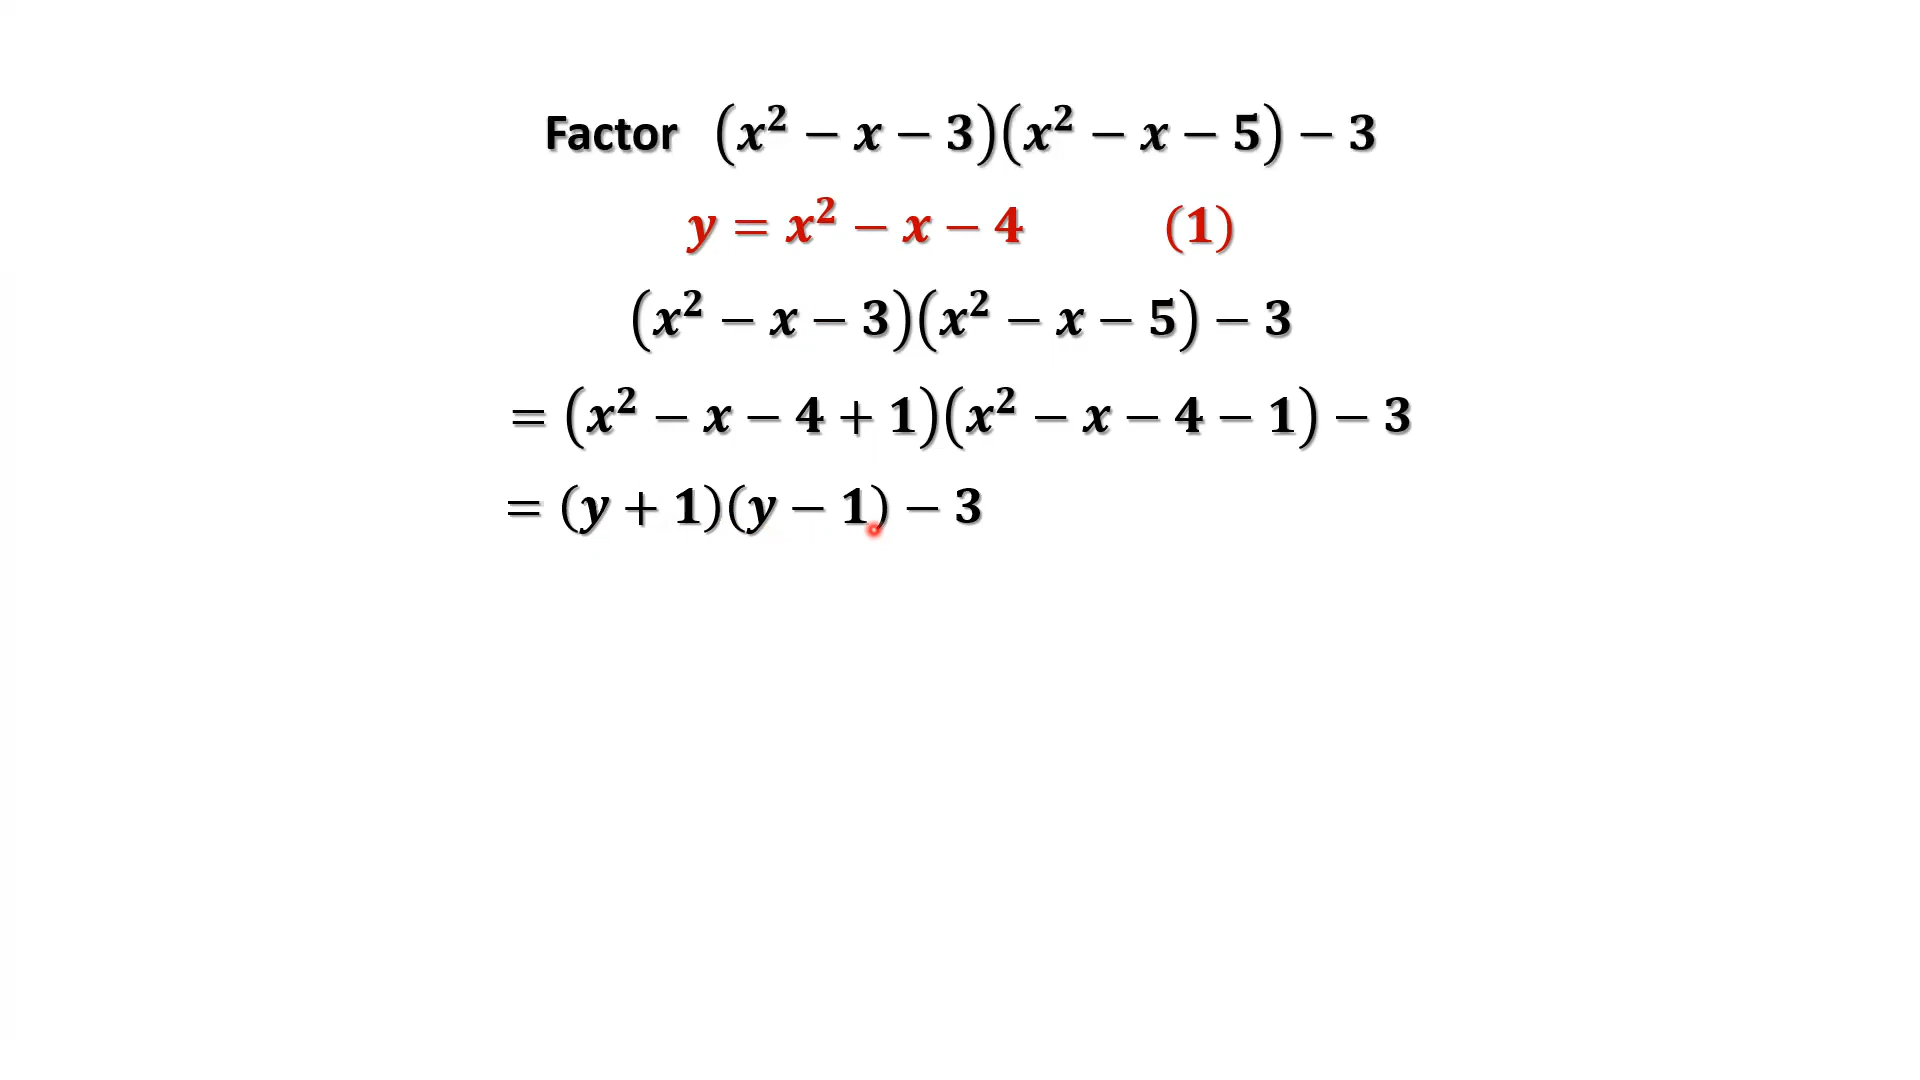 Factor (x² − x − 3)(x² − x − 5) − 3
y = x² − x − 4 (1)
(x² − x − 3)(x² − x − 5) − 3
= (x² − x − 4 + 1)(x² − x − 4 − 1) − 3
= (y + 1)(y − 1) − 3